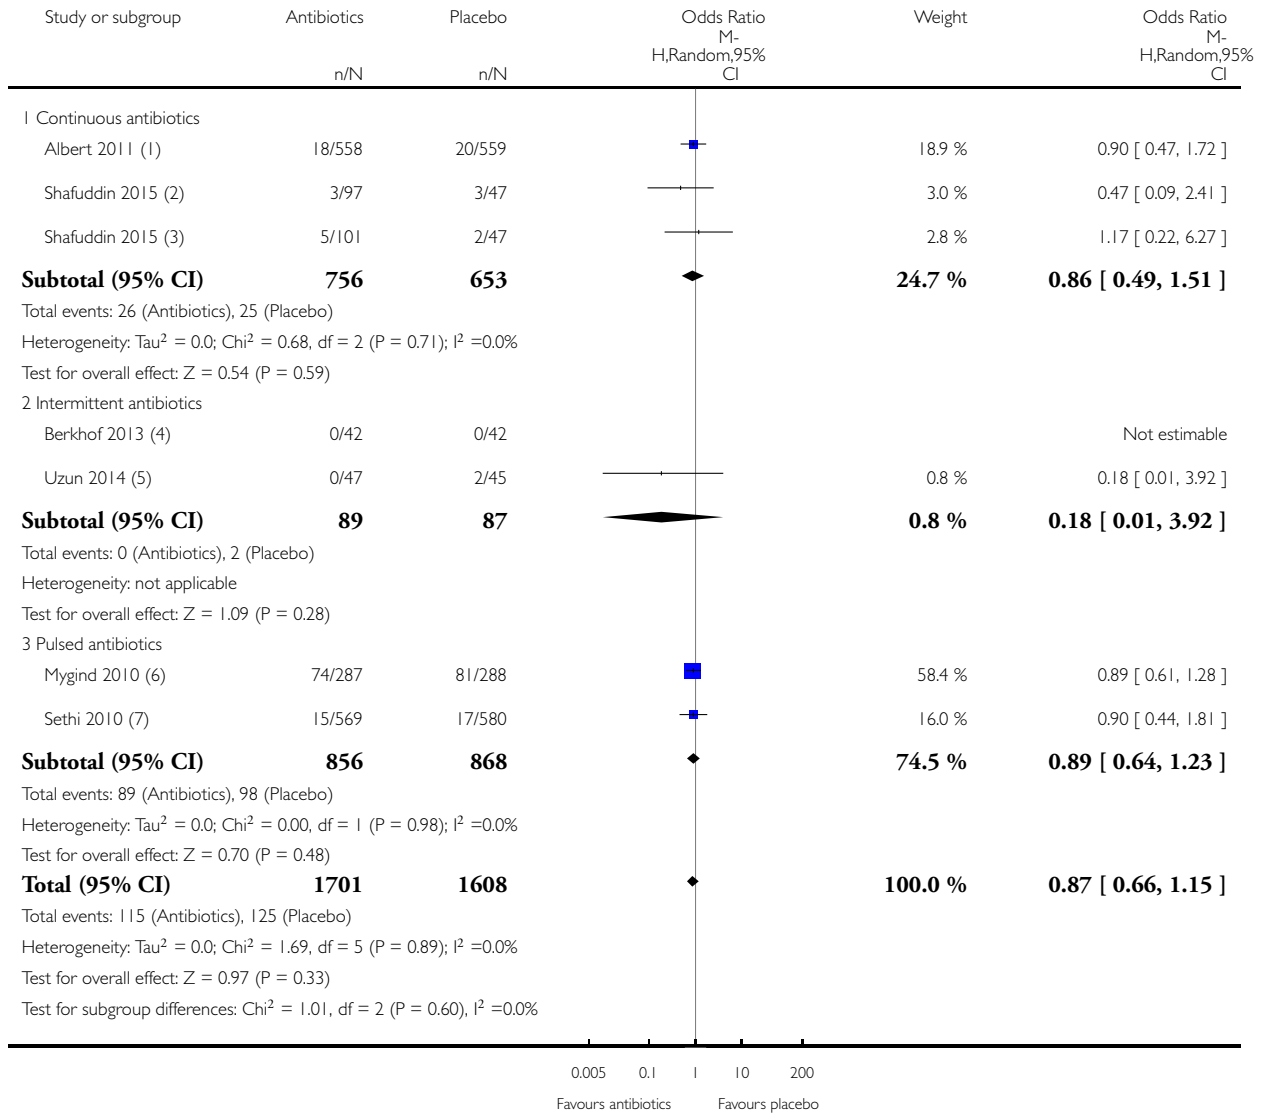 Study or subgroup Antibiotics Placebo Odds Ratio Weight Odds Ratio
M- M-
H,Random,95% H,Random,95%
n/N n/N CI CI
1 Continuous antibiotics
Albert 2011 (1) 18/558 20/559 18.9 % 0.90 [ 0.47, 1.72 ]
Shafuddin 2015 (2) 3/97 3/47 3.0 % 0.47 [ 0.09, 2.41 ]
Shafuddin 2015 (3) 5/101 2/47 2.8 % 1.17 [ 0.22, 6.27 ]
Subtotal (95% CI) 756 653 24.7 % 0.86 [ 0.49, 1.51 ]
Total events: 26 (Antibiotics), 25 (Placebo)
Heterogeneity: Tau² = 0.0; Chi² = 0.68, df = 2 (P = 0.71); I² =0.0%
Test for overall effect: Z = 0.54 (P = 0.59)
2 Intermittent antibiotics
Berkhof 2013 (4) 0/42 0/42 Not estimable
Uzun 2014 (5) 0/47 2/45 0.8 % 0.18 [ 0.01, 3.92 ]
Subtotal (95% CI) 89 87 0.8 % 0.18 [ 0.01, 3.92 ]
Total events: 0 (Antibiotics), 2 (Placebo)
Heterogeneity: not applicable
Test for overall effect: Z = 1.09 (P = 0.28)
3 Pulsed antibiotics
Mygind 2010 (6) 74/287 81/288 58.4 % 0.89 [ 0.61, 1.28 ]
Sethi 2010 (7) 15/569 17/580 16.0 % 0.90 [ 0.44, 1.81 ]
Subtotal (95% CI) 856 868 74.5 % 0.89 [ 0.64, 1.23 ]
Total events: 89 (Antibiotics), 98 (Placebo)
Heterogeneity: Tau² = 0.0; Chi² = 0.00, df = 1 (P = 0.98); I² =0.0%
Test for overall effect: Z = 0.70 (P = 0.48)
Total (95% CI) 1701 1608 100.0 % 0.87 [ 0.66, 1.15 ]
Total events: 115 (Antibiotics), 125 (Placebo)
Heterogeneity: Tau² = 0.0; Chi² = 1.69, df = 5 (P = 0.89); I² =0.0%
Test for overall effect: Z = 0.97 (P = 0.33)
Test for subgroup differences: Chi² = 1.01, df = 2 (P = 0.60), I² =0.0%
0.005 0.1 1 10 200
Favours antibiotics Favours placebo